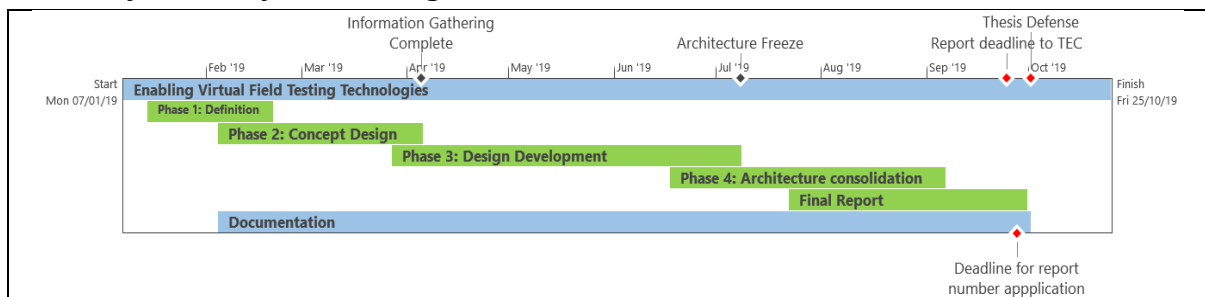 Information Gathering
Complete
Architecture Freeze
Thesis Defense
Report deadline to TEC
Feb '19
Mar '19
Apr '19
May '19
Jun '19
Jul '19
Aug '19
Sep '19
Oct '19
Start
Mon 07/01/19
Enabling Virtual Field Testing Technologies
Finish
Fri 25/10/19
Phase 1: Definition
Phase 2: Concept Design
Phase 3: Design Development
Phase 4: Architecture consolidation
Final Report
Documentation
Deadline for report
number appplication